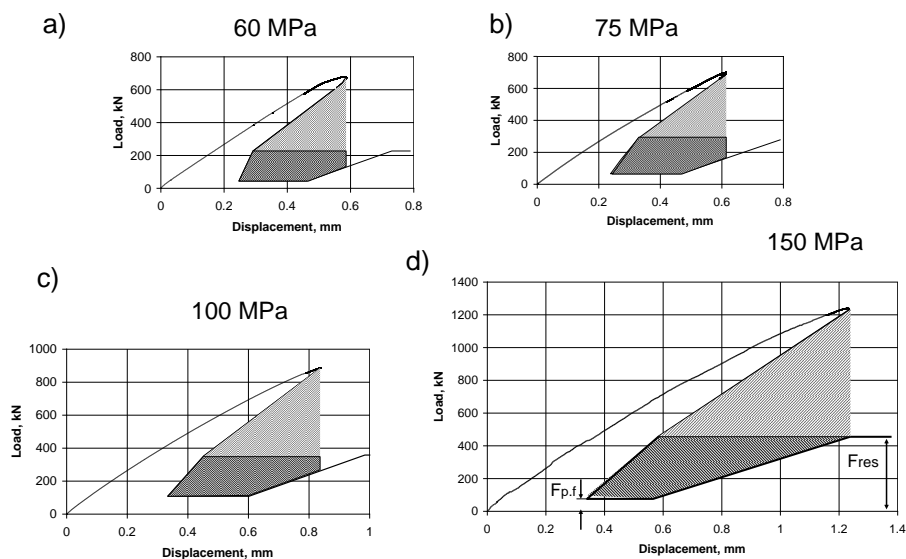 a)
60 MPa
Load, kN
800
600
400
200
0
0 0.2 0.4 0.6 0.8
Displacement, mm
b)
75 MPa
Load, kN
800
600
400
200
0
0 0.2 0.4 0.6 0.8
Displacement, mm
c)
100 MPa
Load, kN
1000
800
600
400
200
0
0 0.2 0.4 0.6 0.8 1
Displacement, mm
150 MPa
d)
Load, kN
1400
1200
1000
800
600
400
200
0
Fp.f
Fres
0 0.2 0.4 0.6 0.8 1 1.2 1.4
Displacement, mm